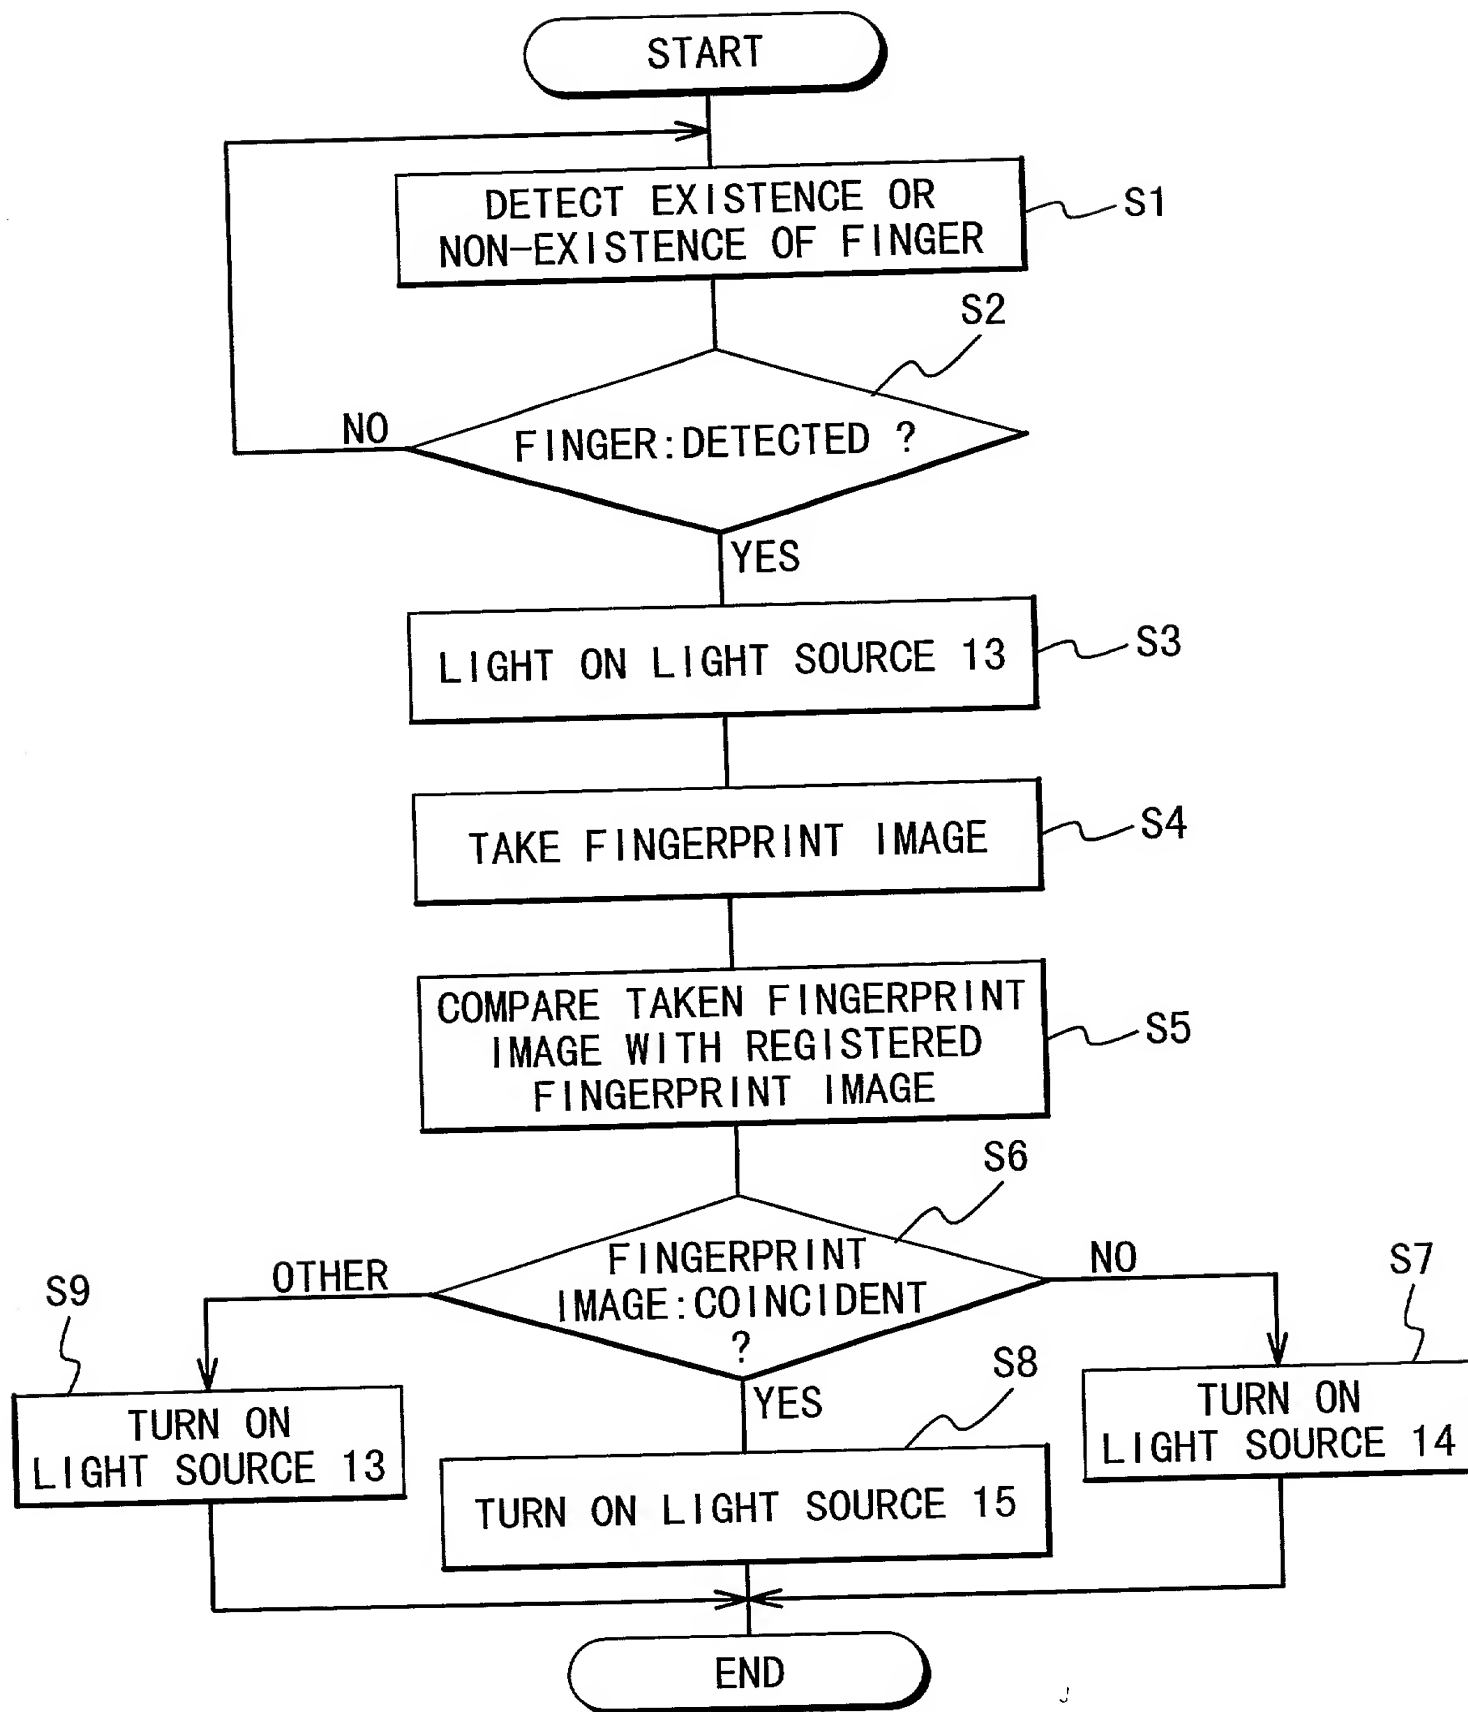 START
DETECT EXISTENCE OR
NON-EXISTENCE OF FINGER
S1
S2
NO
FINGER:DETECTED ?
YES
LIGHT ON LIGHT SOURCE 13
S3
TAKE FINGERPRINT IMAGE
S4
COMPARE TAKEN FINGERPRINT
IMAGE WITH REGISTERED
FINGERPRINT IMAGE
S5
S6
FINGERPRINT
IMAGE:COINCIDENT
?
OTHER
NO
YES
S9
TURN ON
LIGHT SOURCE 13
S8
TURN ON LIGHT SOURCE 15
S7
TURN ON
LIGHT SOURCE 14
END